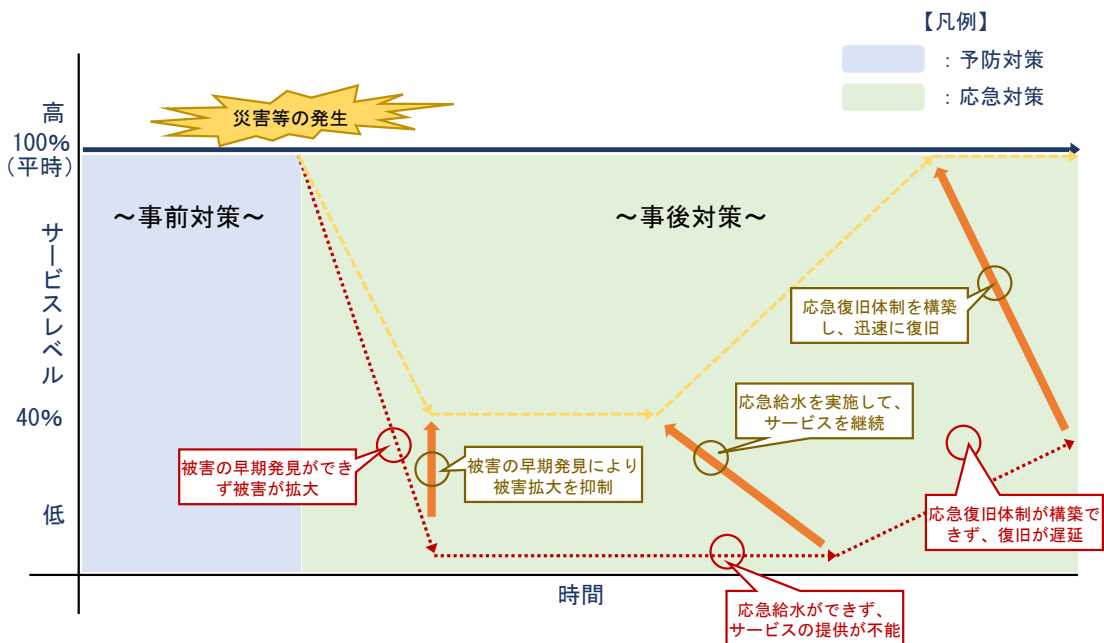 【凡例】
：予防対策
：応急対策
災害等の発生
高
100%
（平時）
サービスレベル
40%
低
～事前対策～
～事後対策～
応急復旧体制を構築
し、迅速に復旧
応急給水を実施して、
サービスを継続
被害の早期発見ができ
ず被害が拡大
被害の早期発見により
被害拡大を抑制
応急復旧体制が構築で
きず、復旧が遅延
時間
応急給水ができず、
サービスの提供が不能